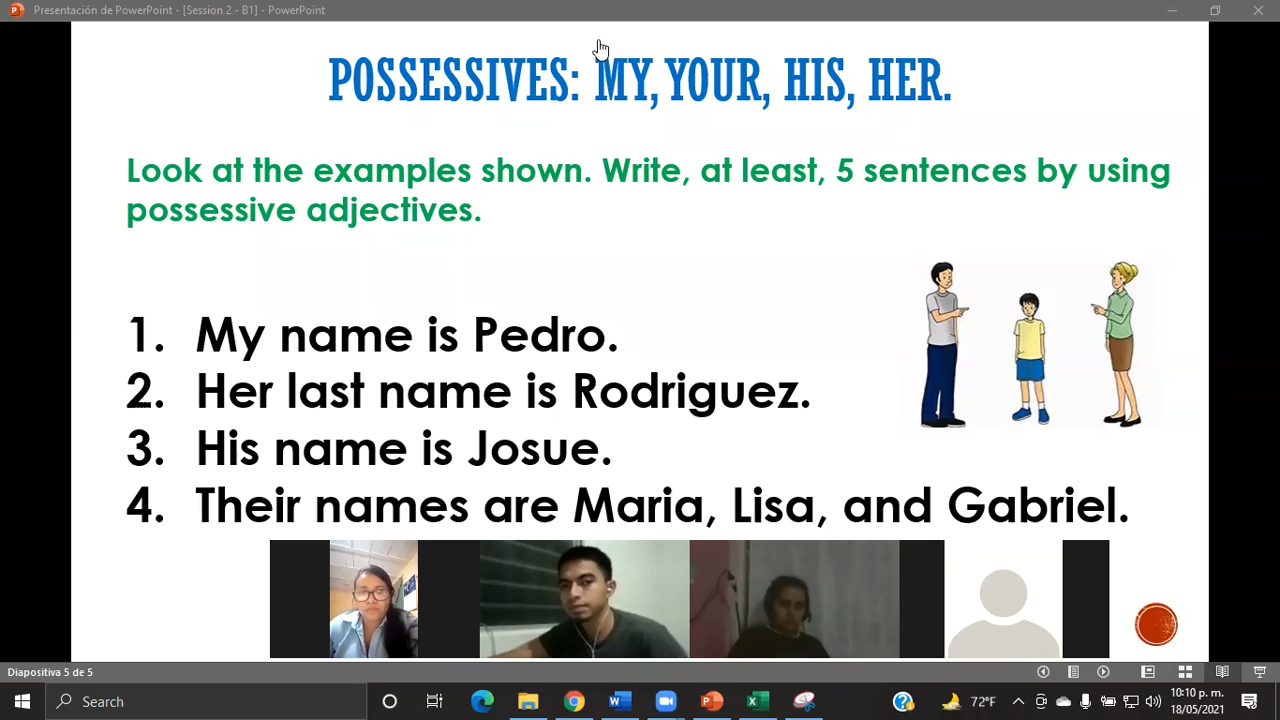 Presentación de PowerPoint - [Session 2 - B1] - PowerPoint
POSSESSIVES: MY, YOUR, HIS, HER.
Look at the examples shown. Write, at least, 5 sentences by using
possessive adjectives.
1. My name is Pedro.
2. Her last name is Rodriguez.
3. His name is Josue.
4. Their names are Maria, Lisa, and Gabriel.
Diapositiva 5 de 5
Search
72°F
10:10 p. m.
18/05/2021